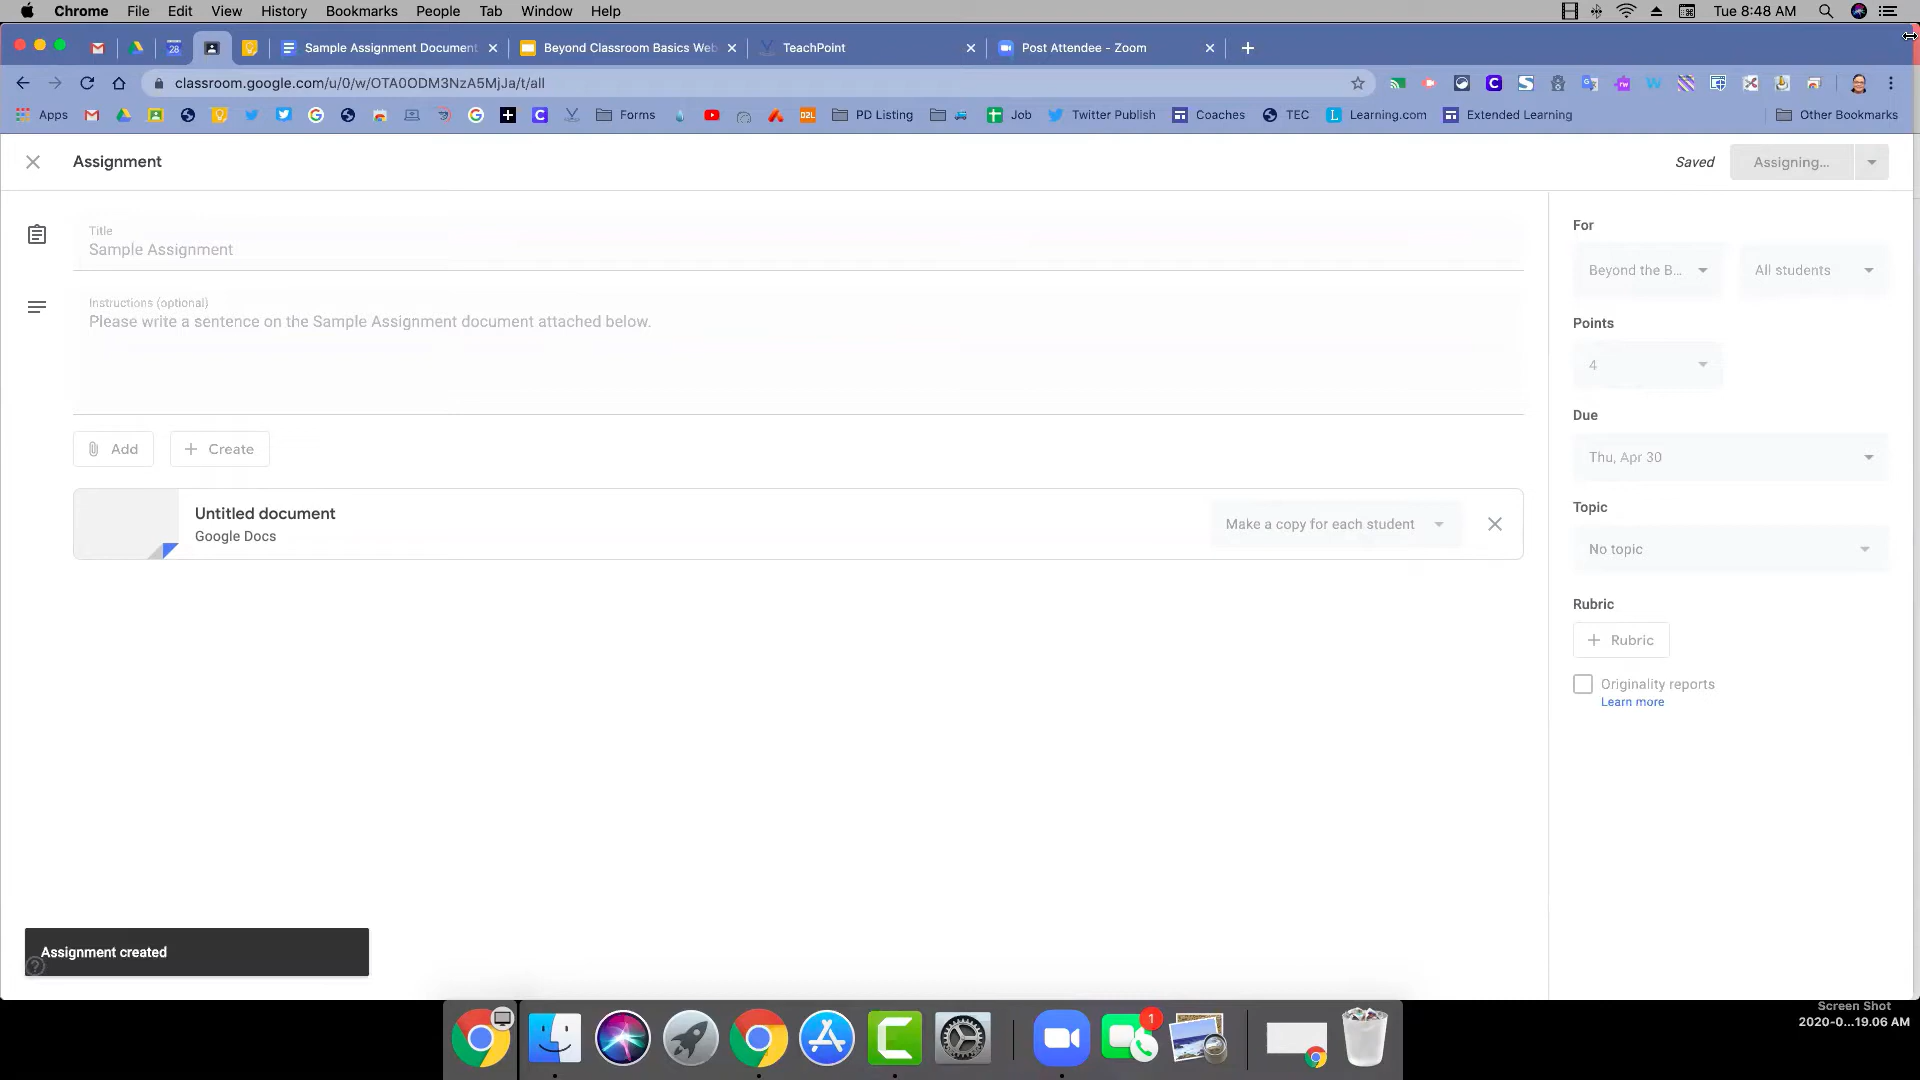 Chrome File Edit View History Bookmarks People Tab Window Help Tue 8:48 AM
28 Sample Assignment Document Beyond Classroom Basics Web TeachPoint Post Attendee - Zoom
classroom.google.com/u/0/w/OTA0ODM3NzA5MjJa/t/all
Apps Forms D2L PD Listing Job Twitter Publish Coaches TEC Learning.com Extended Learning Other Bookmarks
Assignment Saved Assigning...
Title
Sample Assignment
Instructions (optional)
Please write a sentence on the Sample Assignment document attached below.
Add Create
Untitled document
Google Docs
Make a copy for each student
For
Beyond the B... All students
Points
4
Due
Thu, Apr 30
Topic
No topic
Rubric
+ Rubric
Originality reports
Learn more
Assignment created
1
Screen Shot
2020-0...19.06 AM